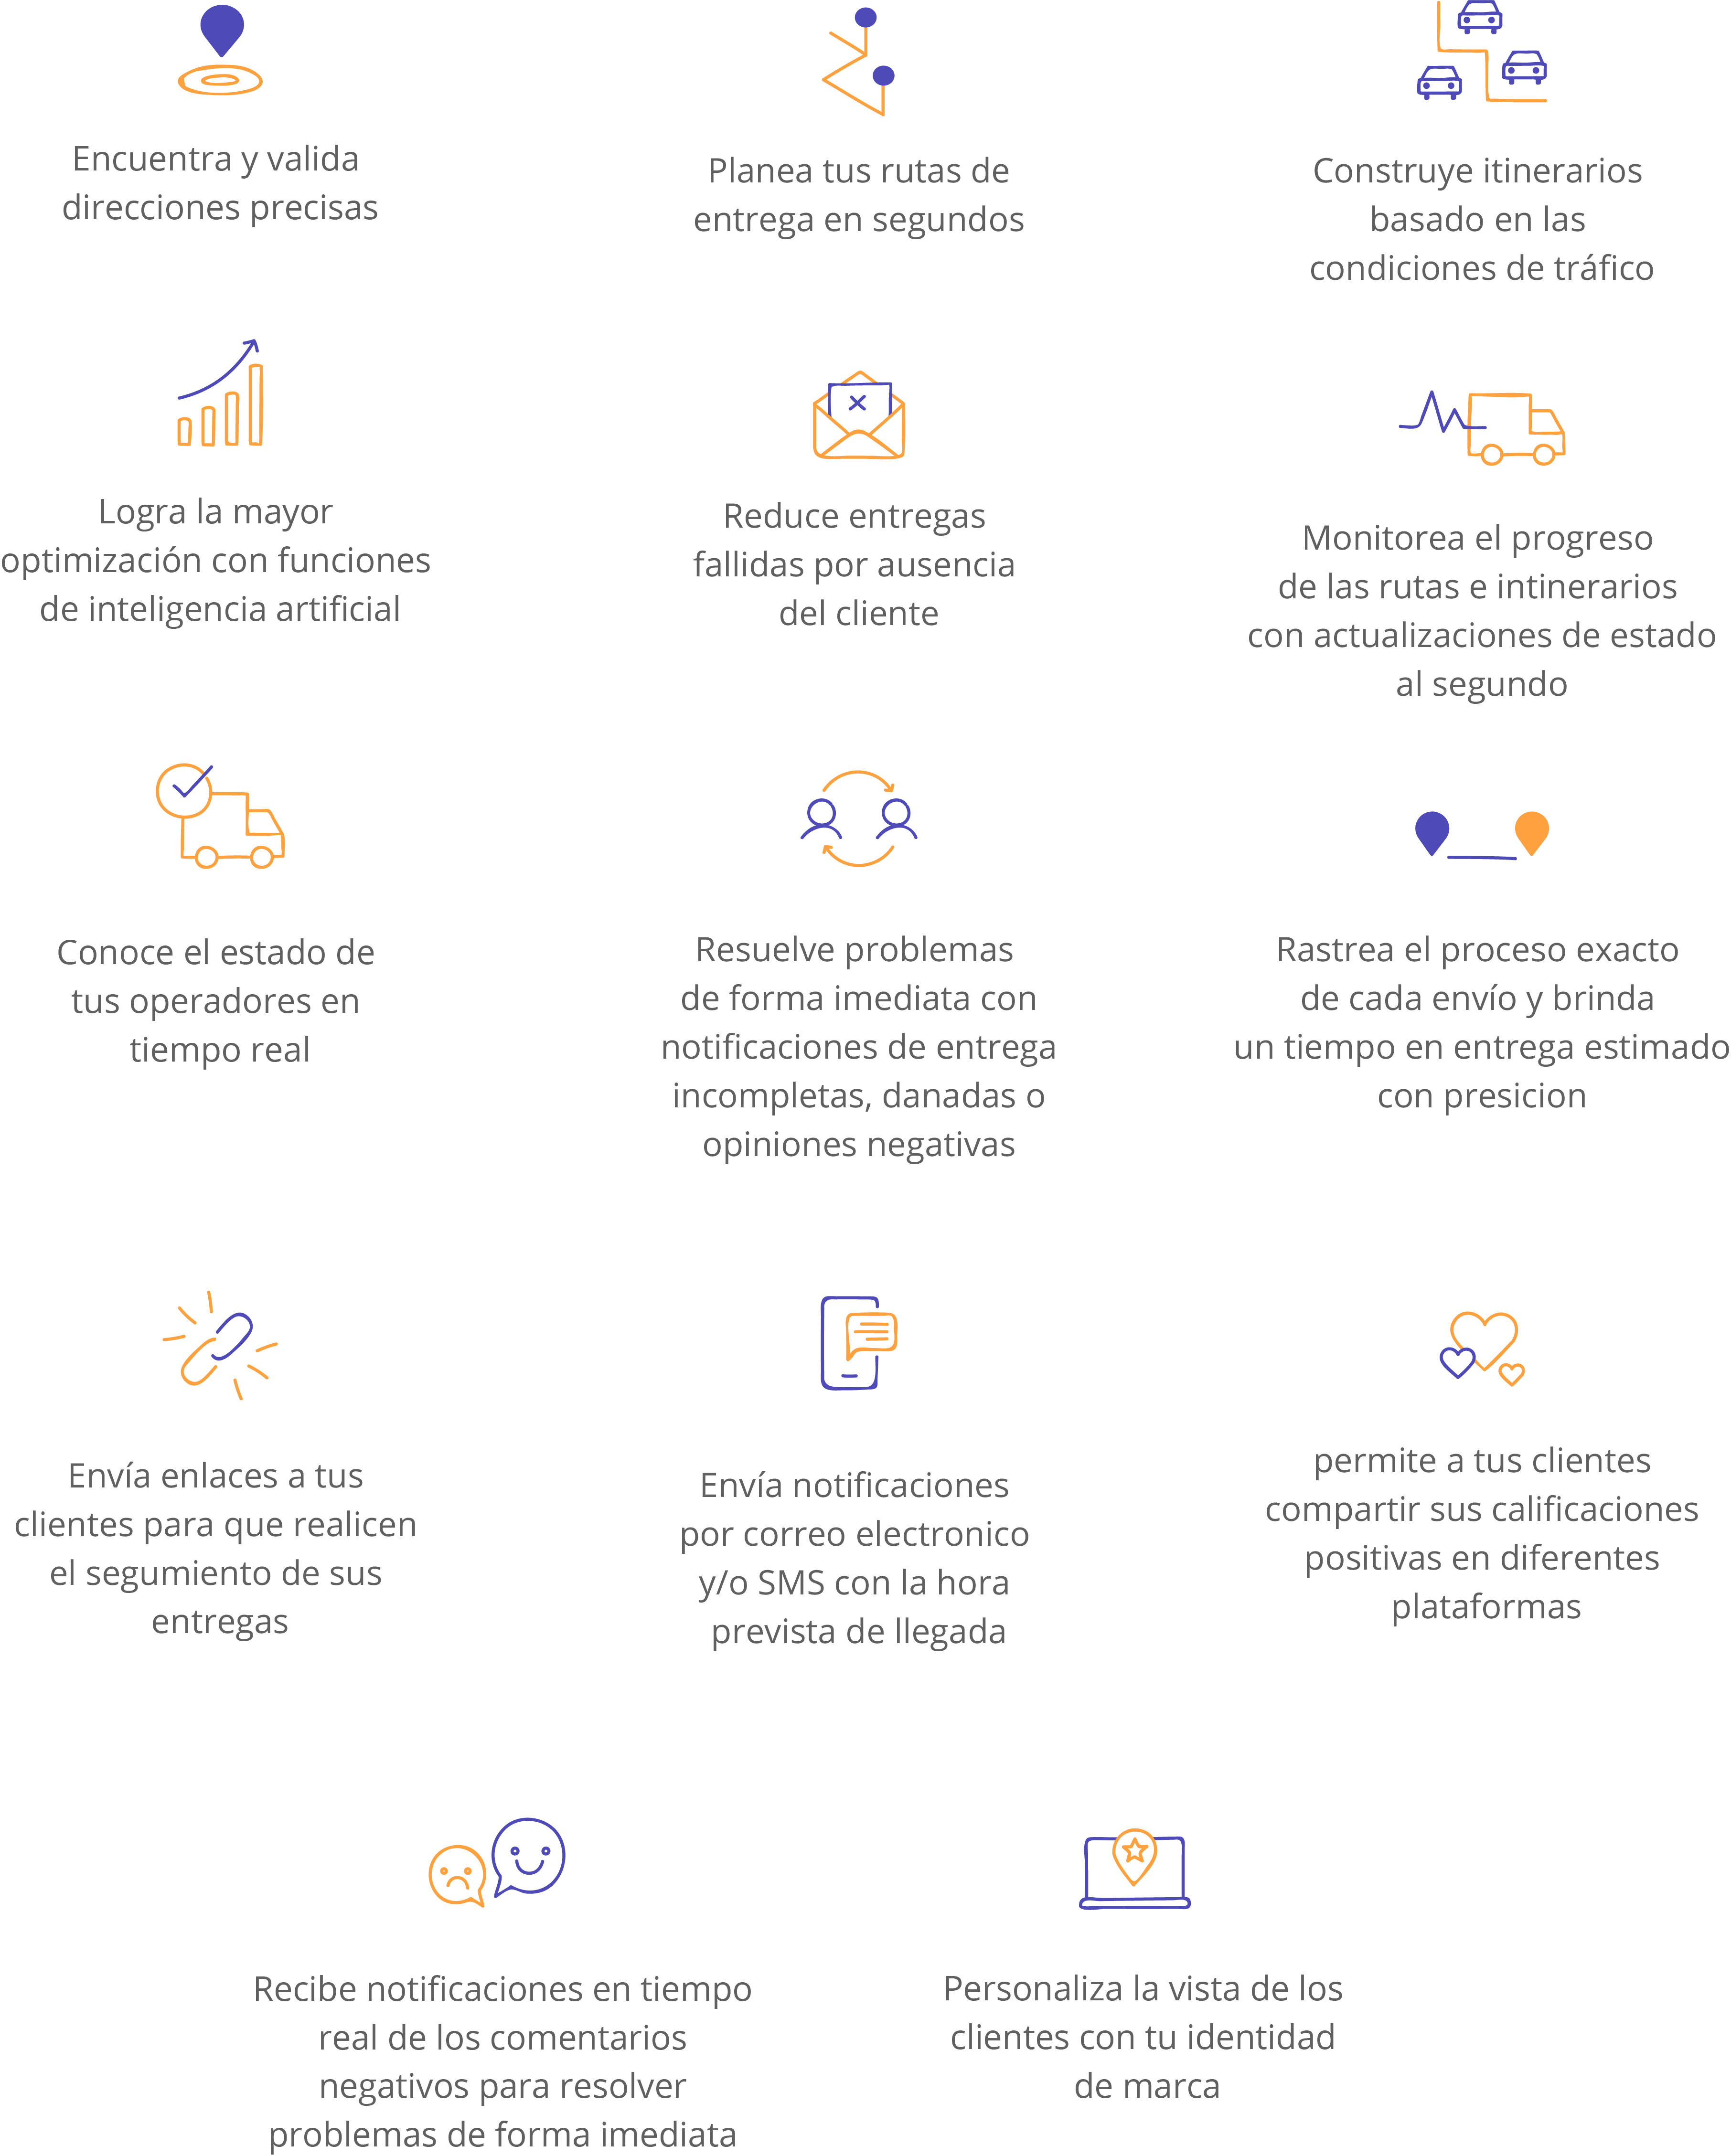 Encuentra y valida
direcciones precisas
Planea tus rutas de
entrega en segundos
Construye itinerarios
basado en las
condiciones de tráfico
Logra la mayor
optimización con funciones
de inteligencia artificial
Reduce entregas
fallidas por ausencia
del cliente
Monitorea el progreso
de las rutas e intinerarios
con actualizaciones de estado
al segundo
Conoce el estado de
tus operadores en
tiempo real
Resuelve problemas
de forma imediata con
notificaciones de entrega
incompletas, danadas o
opiniones negativas
Rastrea el proceso exacto
de cada envío y brinda
un tiempo en entrega estimado
con presicion
Envía enlaces a tus
clientes para que realicen
el segumiento de sus
entregas
Envía notificaciones
por correo electronico
y/o SMS con la hora
prevista de llegada
permite a tus clientes
compartir sus calificaciones
positivas en diferentes
plataformas
Recibe notificaciones en tiempo
real de los comentarios
negativos para resolver
problemas de forma imediata
Personaliza la vista de los
clientes con tu identidad
de marca